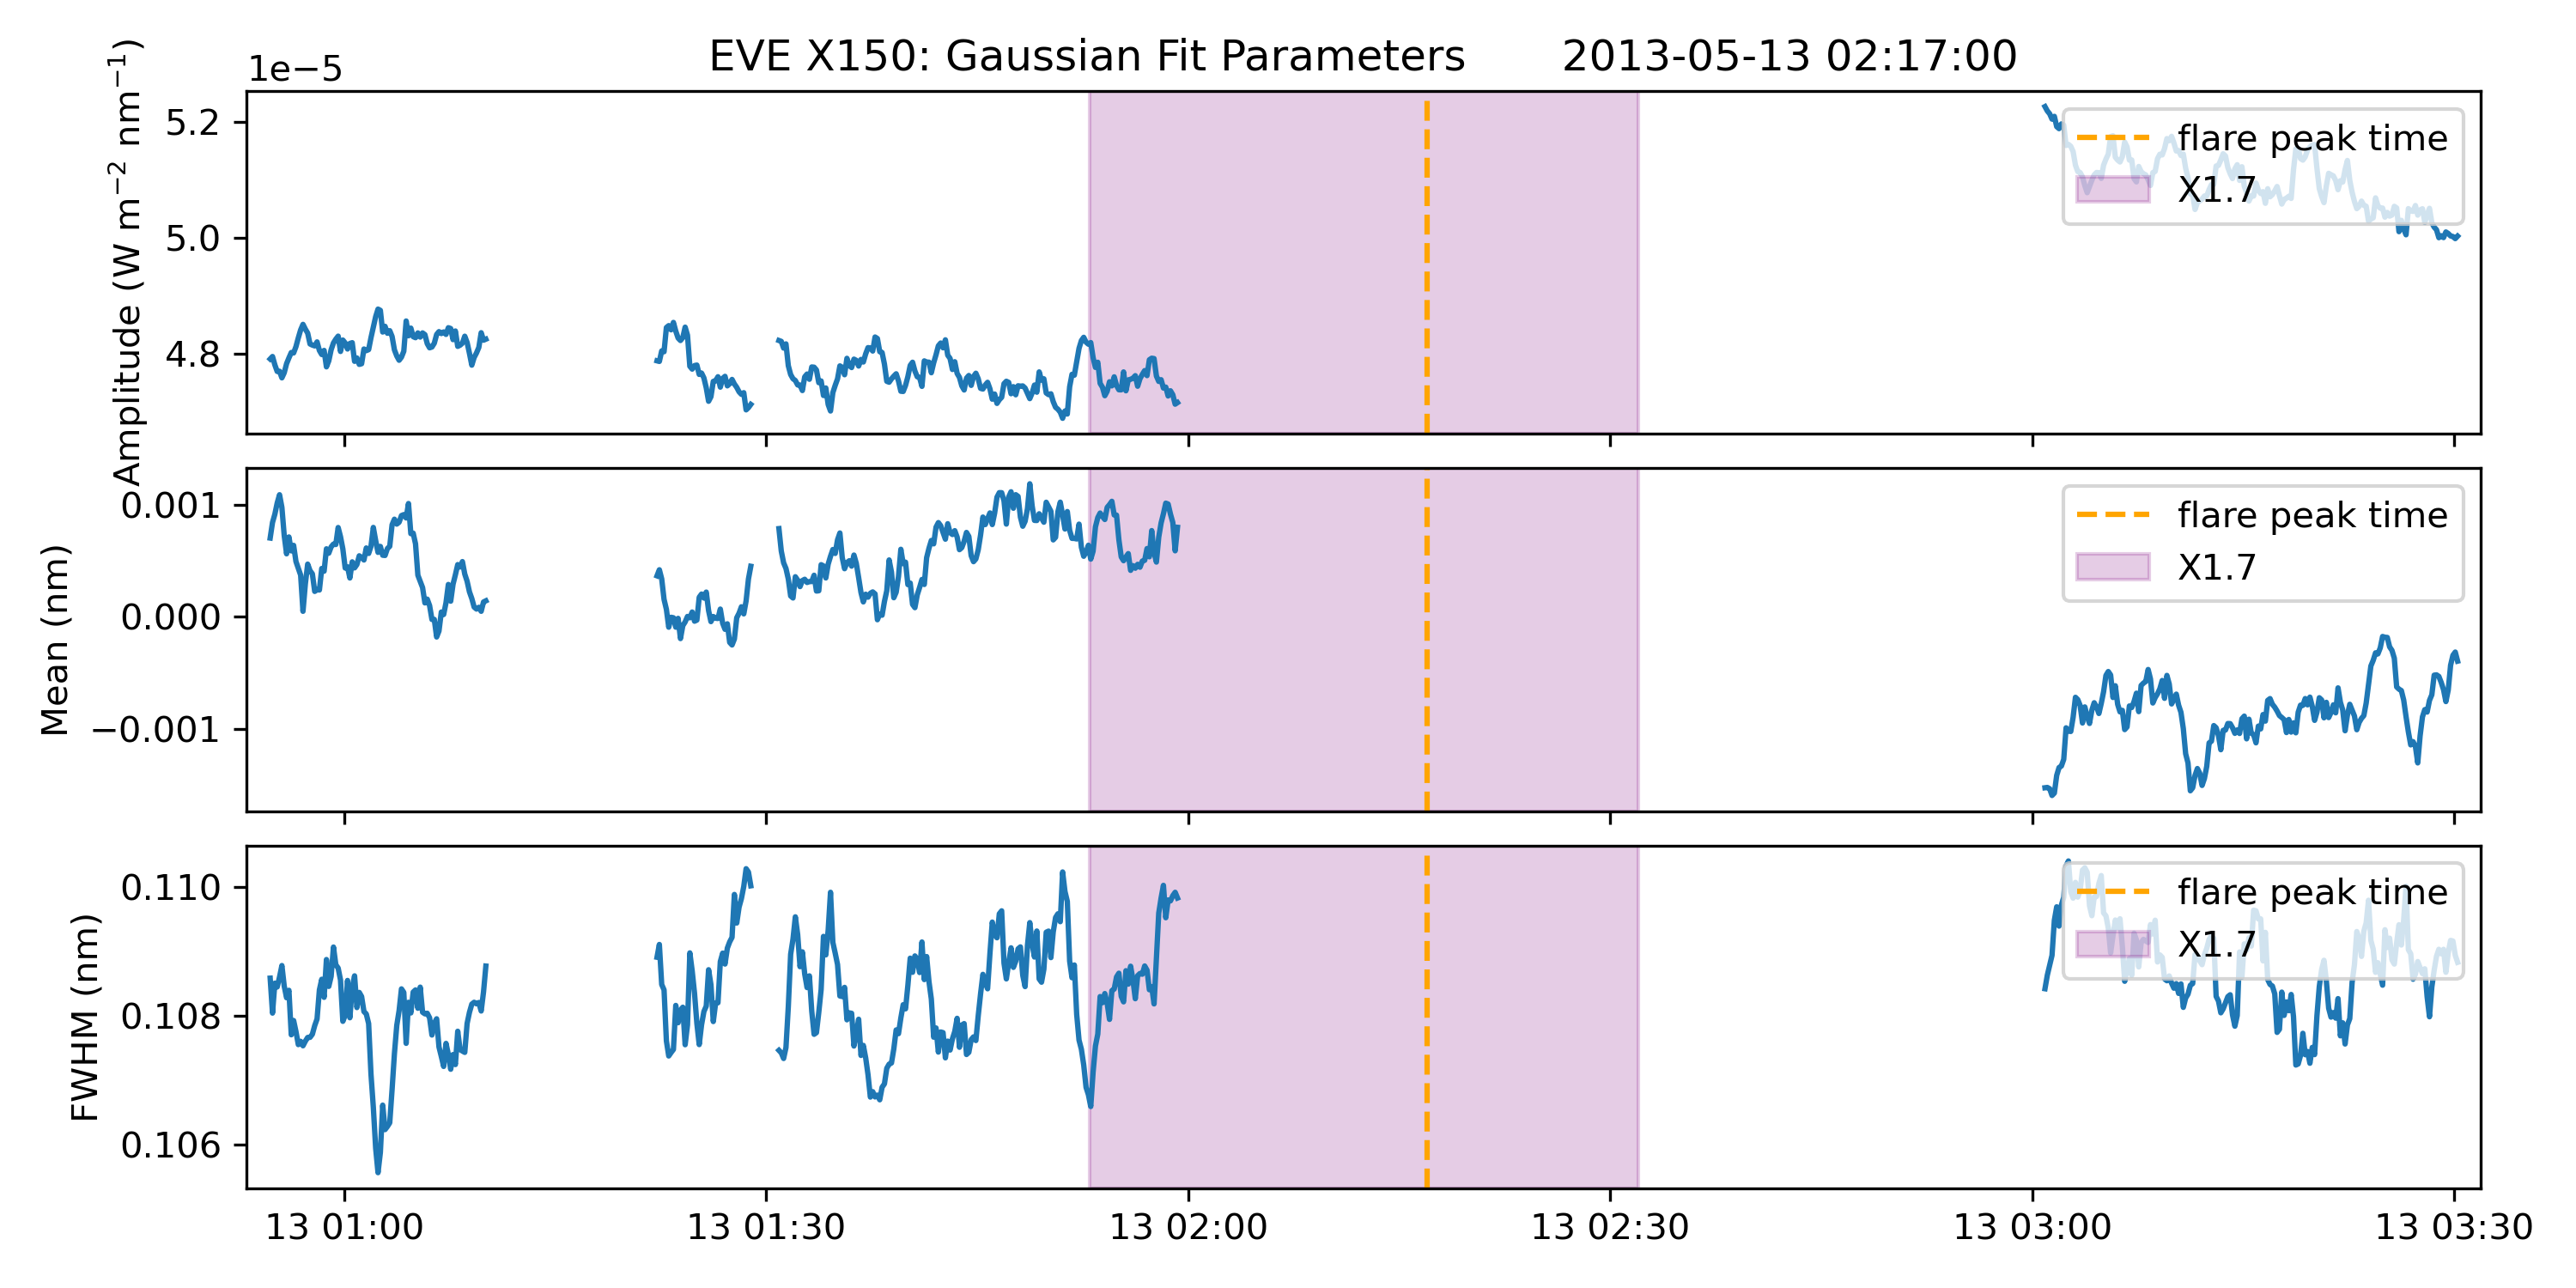 EVE X150: Gaussian Fit Parameters 2013-05-13 02:17:00
1e−5
Amplitude (W m−2 nm−1)
5.2
5.0
4.8
flare peak time
X1.7
Mean (nm)
0.001
0.000
−0.001
flare peak time
X1.7
FWHM (nm)
0.110
0.108
0.106
flare peak time
X1.7
13 01:00 13 01:30 13 02:00 13 02:30 13 03:00 13 03:30